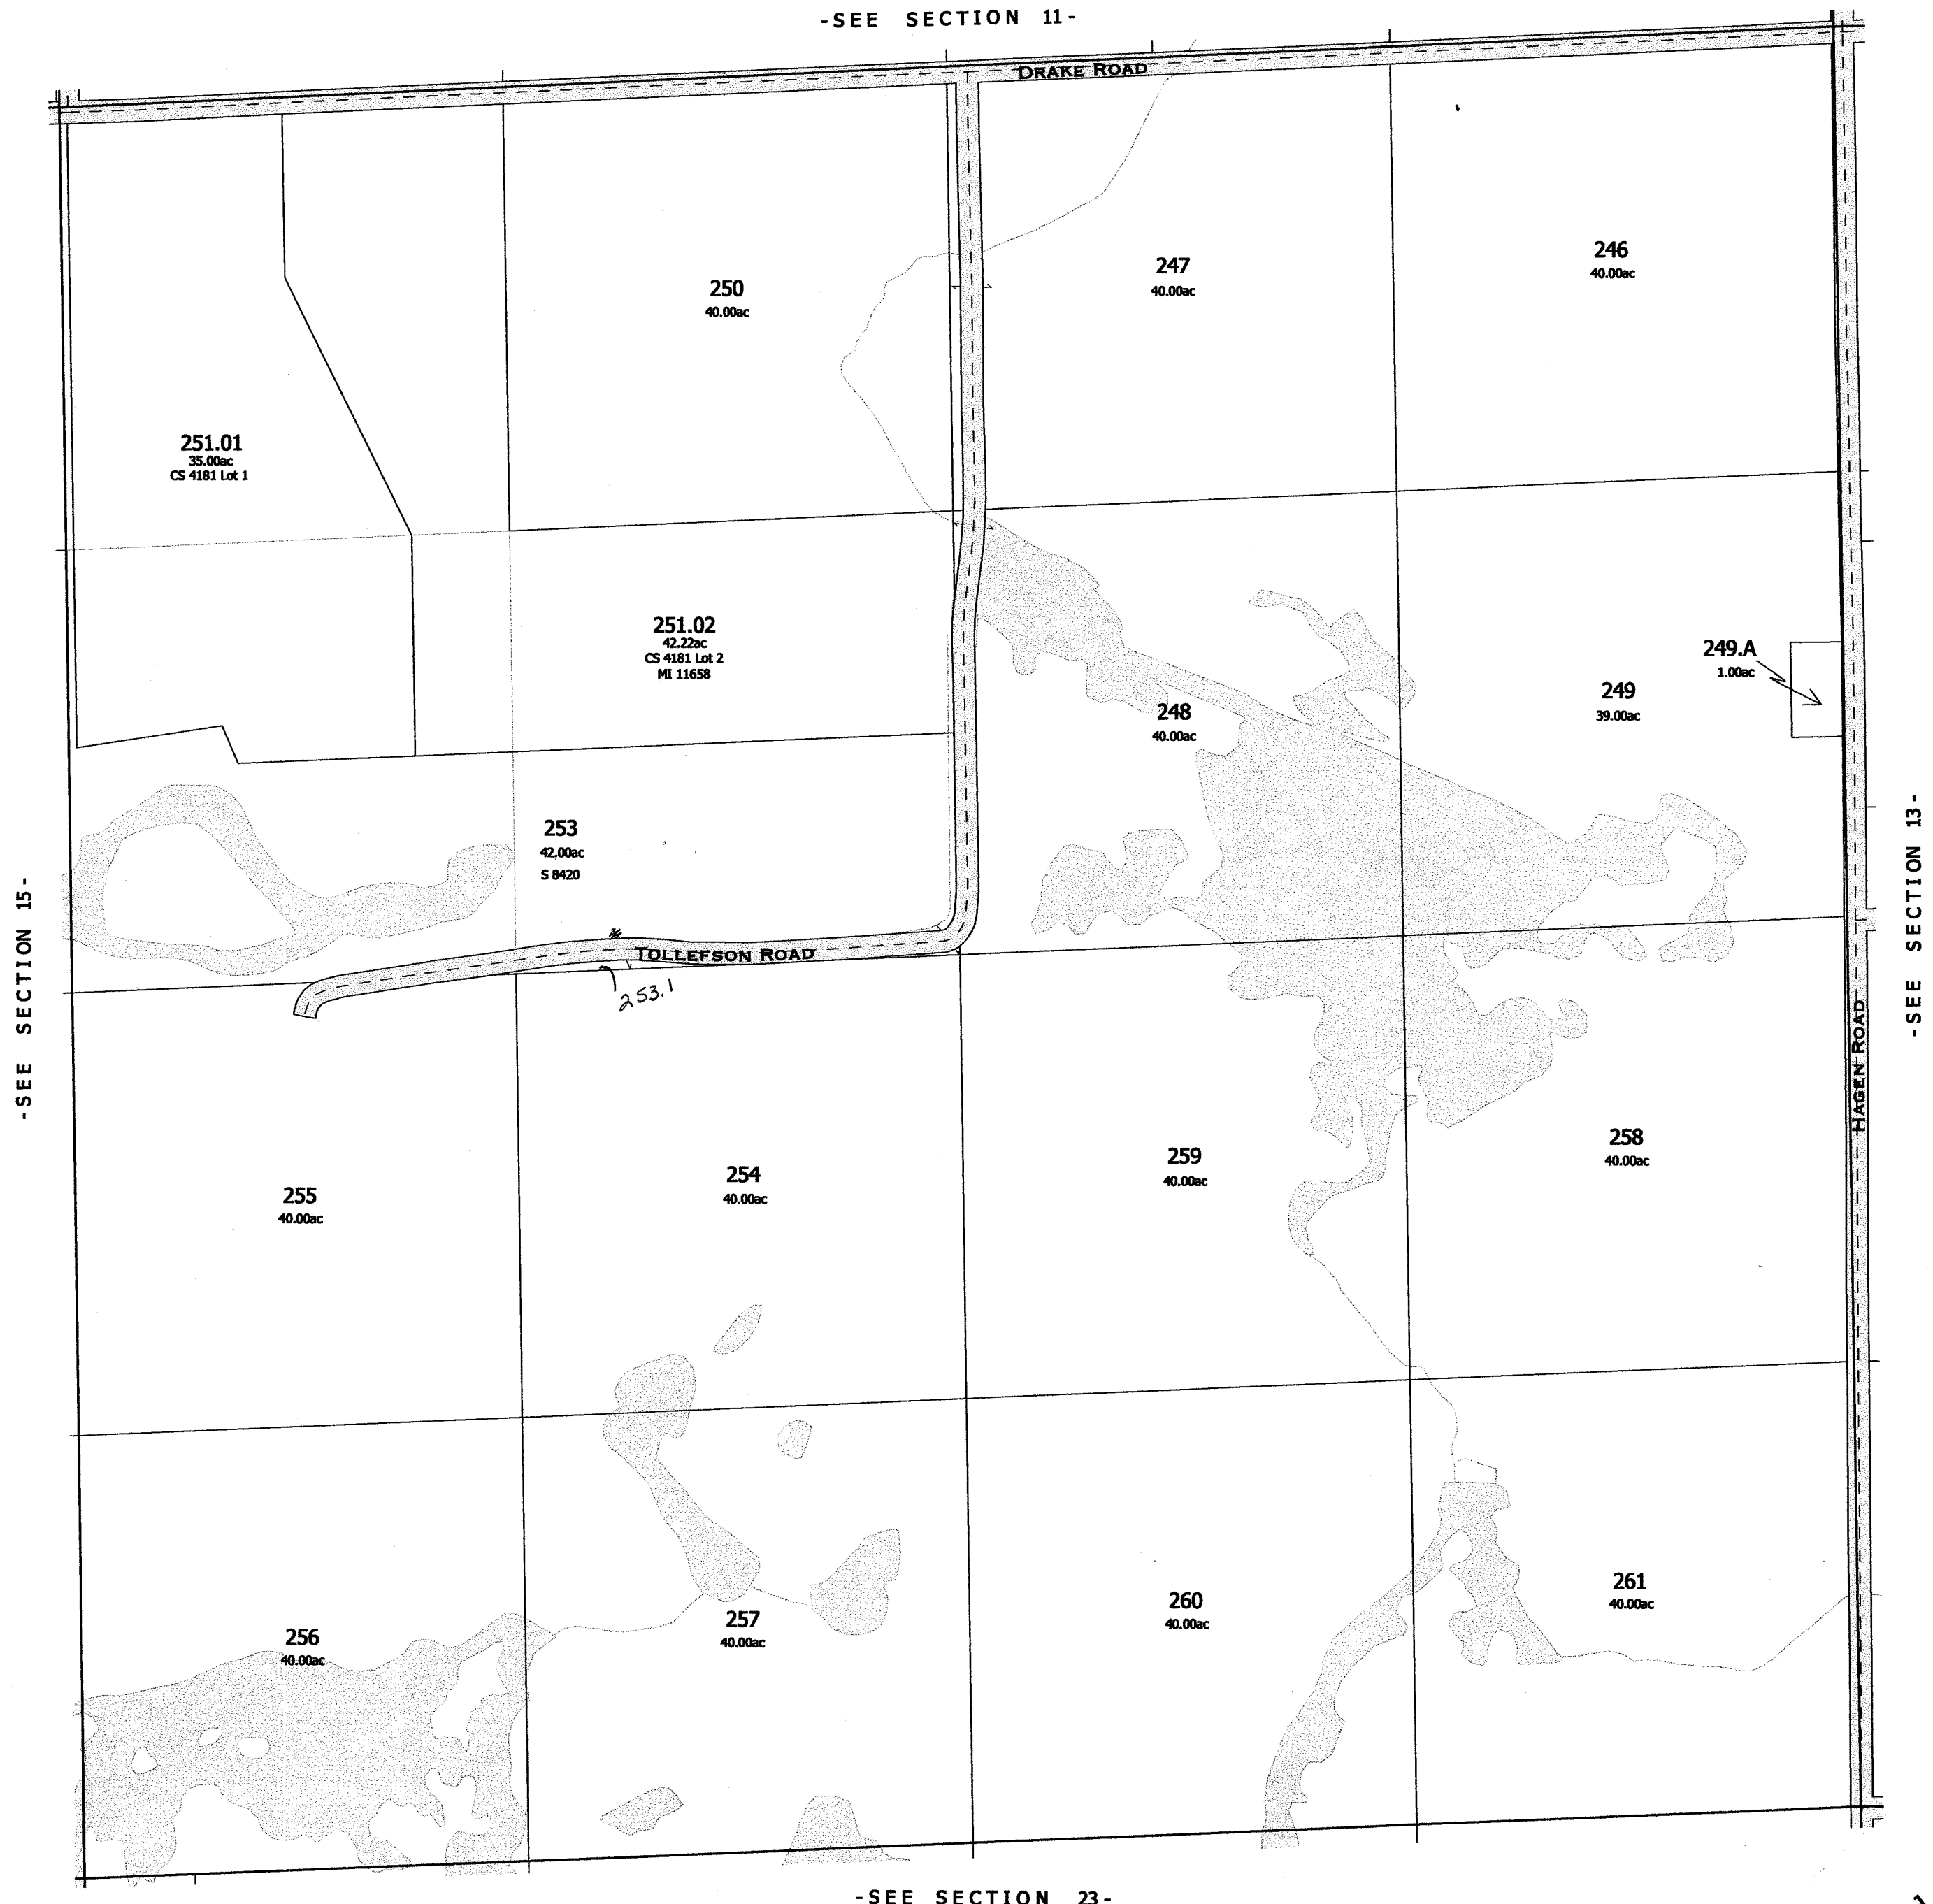 -SEE SECTION 11-
DRAKE ROAD
246
40.00ac
247
40.00ac
250
40.00ac
251.01
35.00ac
CS 4181 Lot 1
251.02
42.22ac
CS 4181 Lot 2
MI 11658
249.A
1.00ac
249
39.00ac
248
40.00ac
253
42.00ac
S 8420
-SEE SECTION 15-
-SEE SECTION 13-
TOLLEFSON ROAD
253.1
HAGEN ROAD
258
40.00ac
259
40.00ac
254
40.00ac
255
40.00ac
261
40.00ac
260
40.00ac
257
40.00ac
256
40.00ac
-SEE SECTION 23-